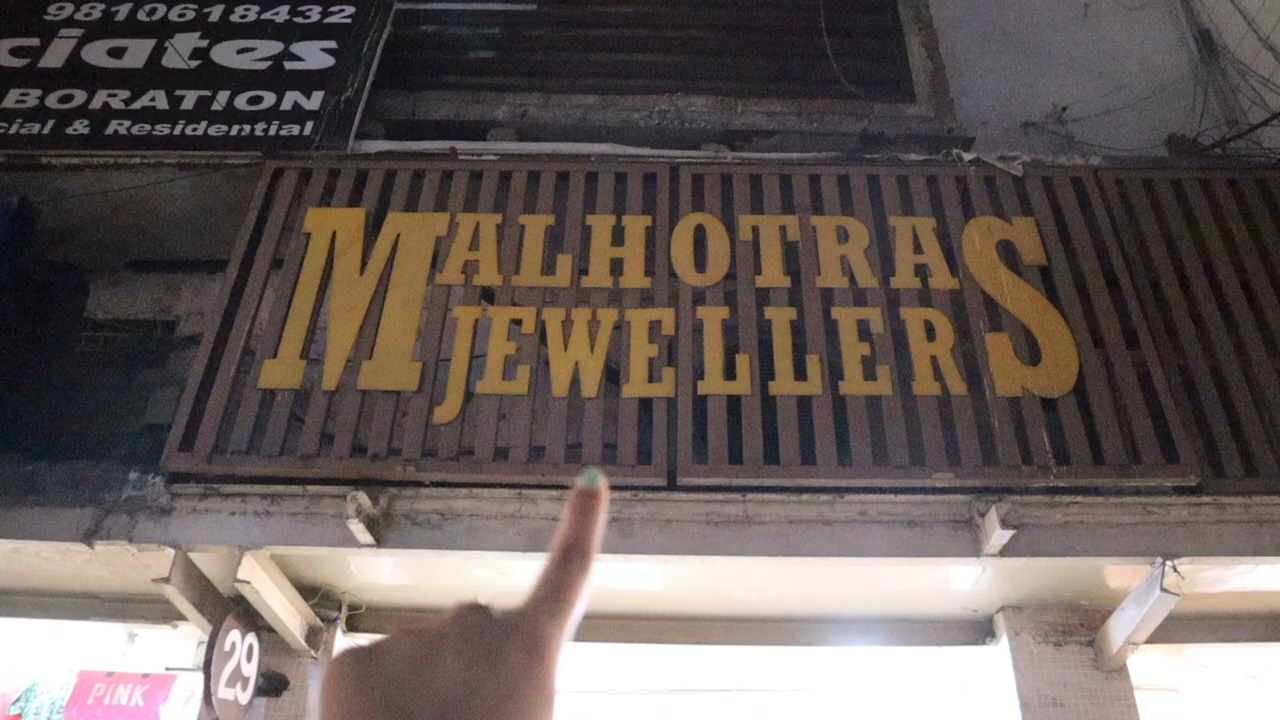 9810618432
ciates
BORATION
cial & Residential
MALHOTRAS
JEWELLERS
29
PINK